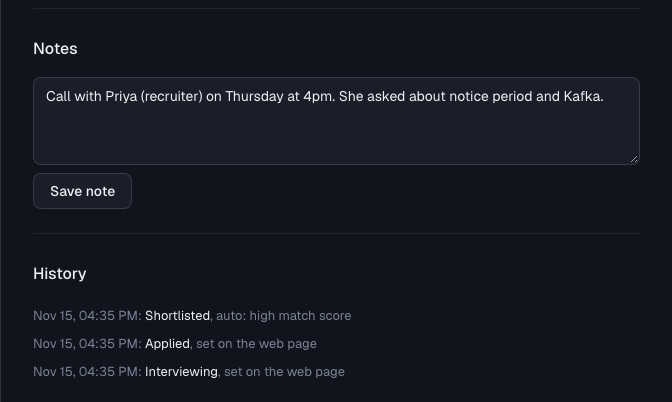 Notes
Call with Priya (recruiter) on Thursday at 4pm. She asked about notice period and Kafka.
Save note
History
Nov 15, 04:35 PM: Shortlisted, auto: high match score
Nov 15, 04:35 PM: Applied, set on the web page
Nov 15, 04:35 PM: Interviewing, set on the web page